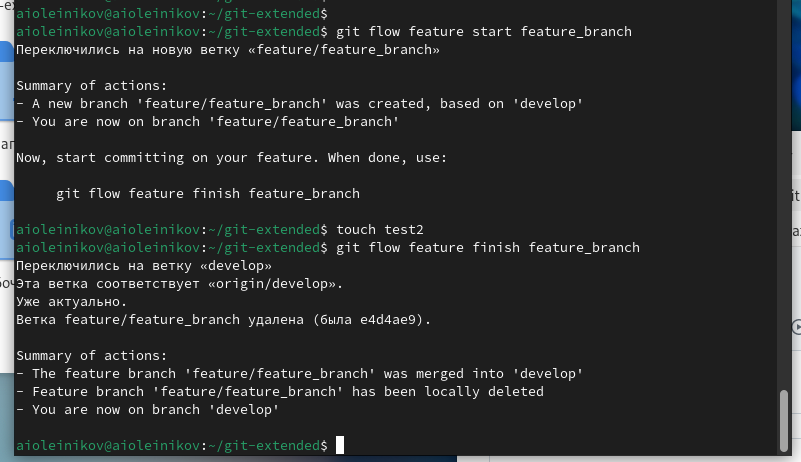 aioleinikov@aioleinikov:~/git-extended$
aioleinikov@aioleinikov:~/git-extended$ git flow feature start feature_branch
Переключились на новую ветку «feature/feature_branch»
Summary of actions:
- A new branch 'feature/feature_branch' was created, based on 'develop'
- You are now on branch 'feature/feature_branch'
Now, start committing on your feature. When done, use:
git flow feature finish feature_branch
aioleinikov@aioleinikov:~/git-extended$ touch test2
aioleinikov@aioleinikov:~/git-extended$ git flow feature finish feature_branch
Переключились на ветку «develop»
Эта ветка соответствует «origin/develop».
Уже актуально.
Ветка feature/feature_branch удалена (была e4d4ae9).
Summary of actions:
- The feature branch 'feature/feature_branch' was merged into 'develop'
- Feature branch 'feature/feature_branch' has been locally deleted
- You are now on branch 'develop'
aioleinikov@aioleinikov:~/git-extended$